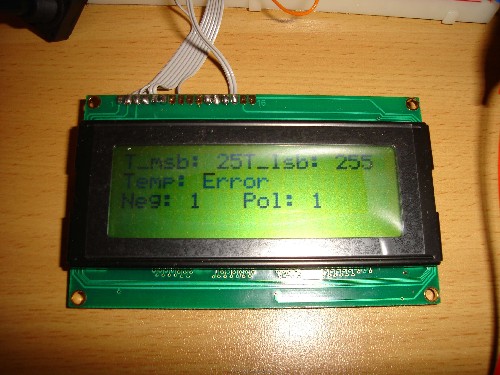 T_msb: 25T_lsb: 255
Temp: Error
Neg: 1 Pol: 1